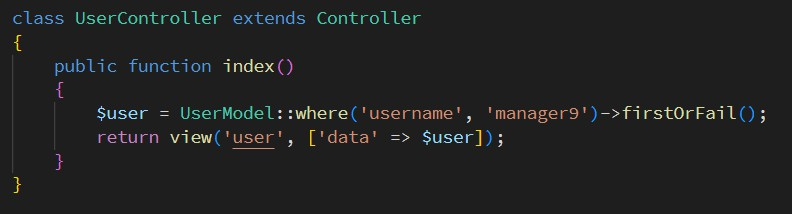 class UserController extends Controller
{
    public function index()
    {
        $user = UserModel::where('username', 'manager9')->firstOrFail();
        return view('user', ['data' => $user]);
    }
}